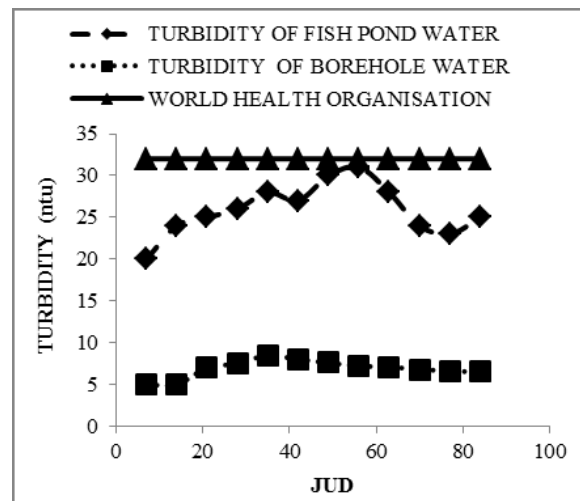 TURBIDITY OF FISH POND WATER
TURBIDITY OF BOREHOLE WATER
WORLD HEALTH ORGANISATION
35
30
25
20
15
10
5
0
TURBIDITY (ntu)
0 20 40 60 80 100
JUD